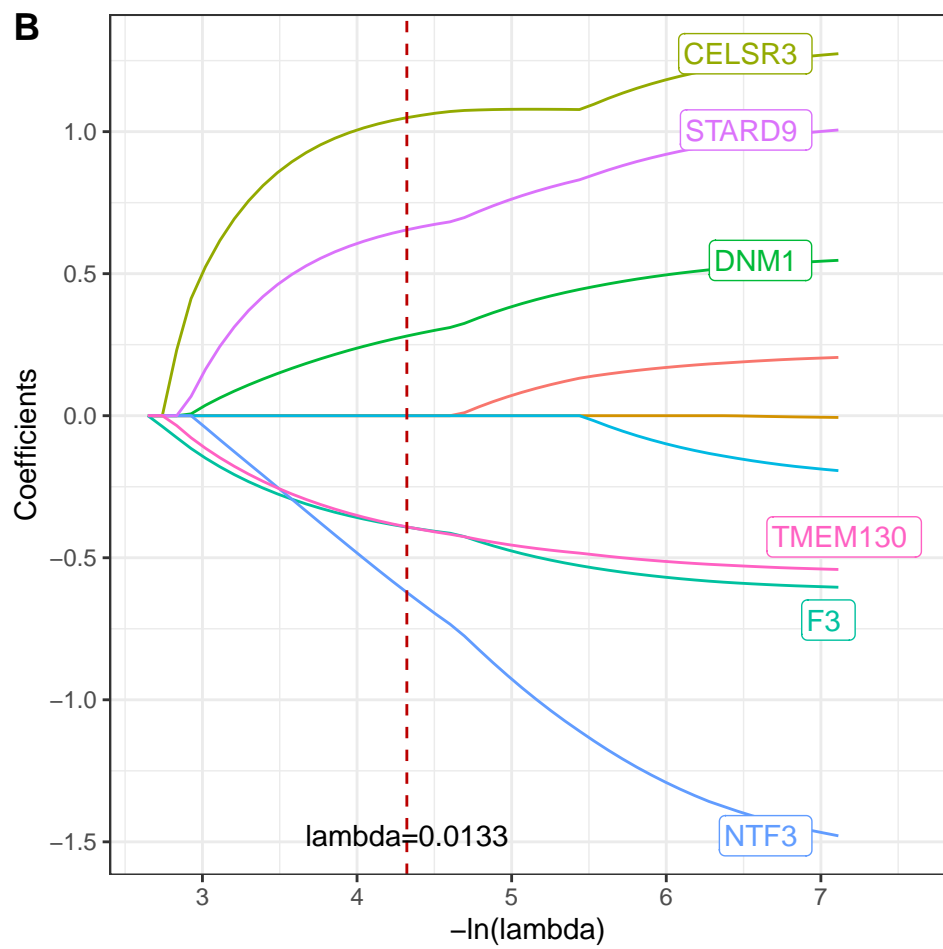 B
CELSR3
STARD9
DNM1
TMEM130
F3
NTF3
lambda=0.0133
1.0
0.5
0.0
−0.5
−1.0
−1.5
Coefficients
3 4 5 6 7
−ln(lambda)